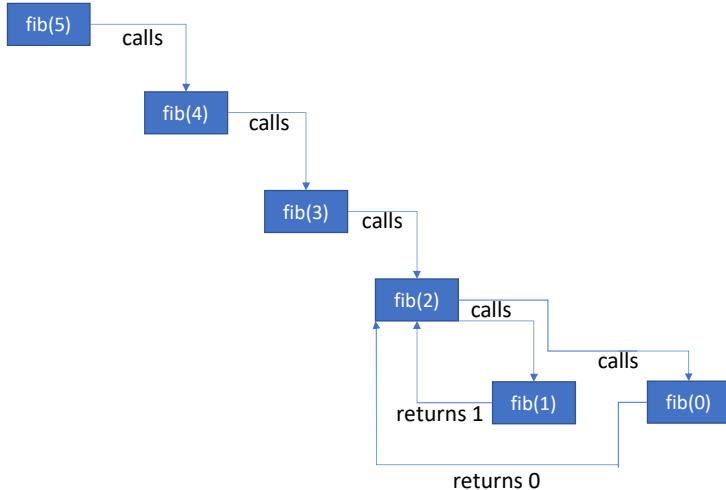 fib(5)
calls
fib(4)
calls
fib(3)
calls
fib(2)
calls
calls
fib(1)
fib(0)
returns 1
returns 0